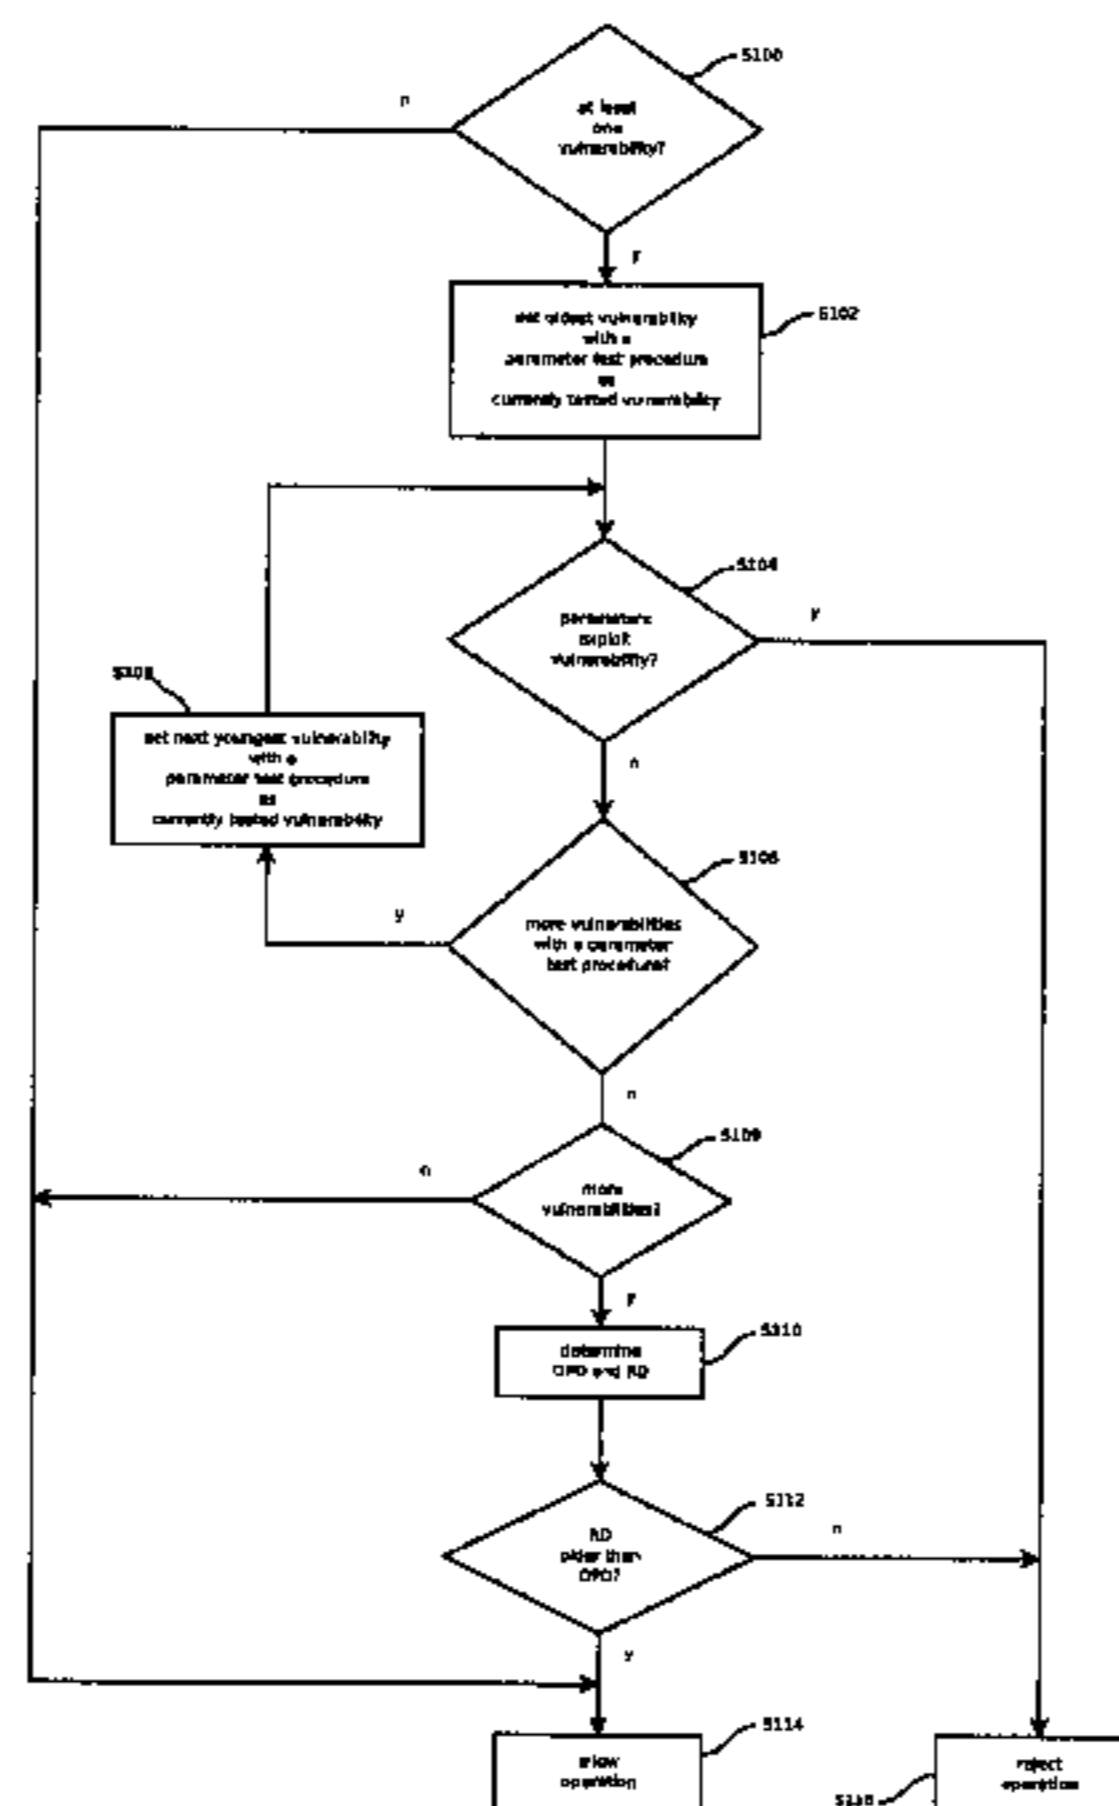 S100
n
at least
one
vulnerability?
y
S102
set oldest vulnerability
with a
parameter test procedure
as
currently tested vulnerability
S104
y
parameters
exploit
vulnerability?
S108
set next youngest vulnerability
with a
parameter test procedure
as
currently tested vulnerability
n
S106
y
more vulnerabilities
with a parameter
test procedure?
n
S109
n
more
vulnerabilities?
y
S110
determine
OPD and RD
S112
n
RD
older than
OPD?
y
S114
allow
operation
reject
operation